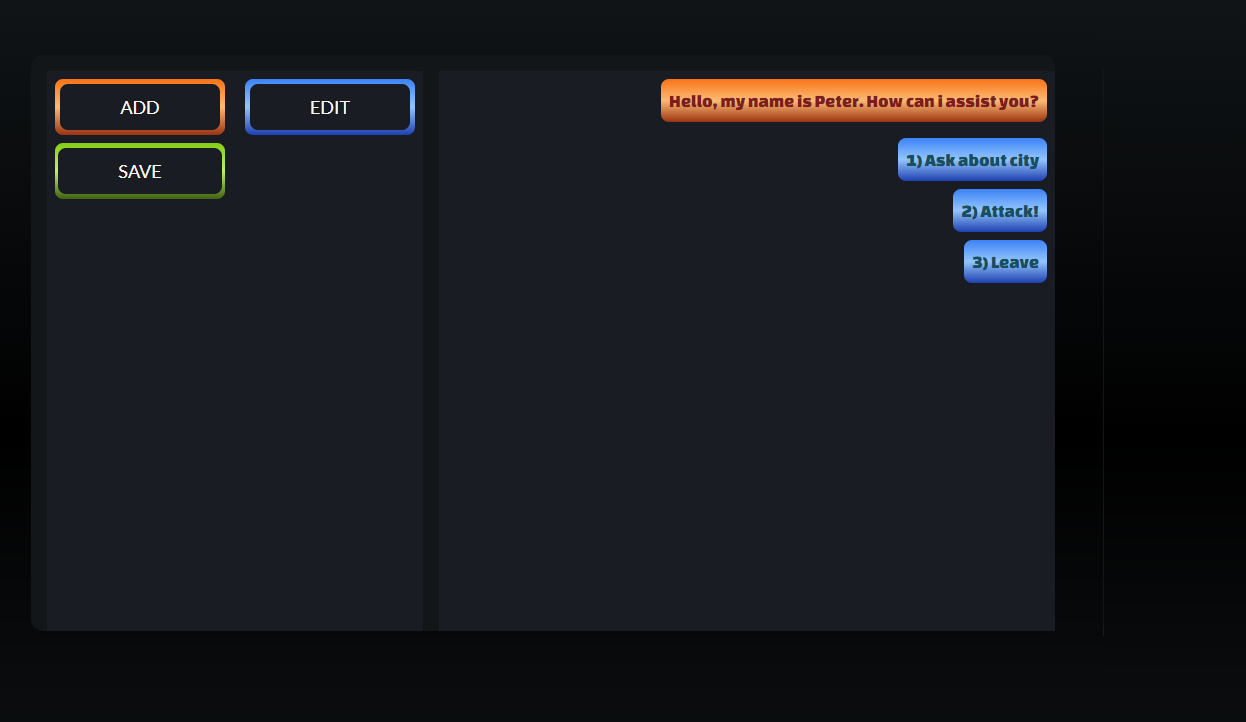 ADD
EDIT
SAVE
Hello, my name is Peter. How can i assist you?
1) Ask about city
2) Attack!
3) Leave